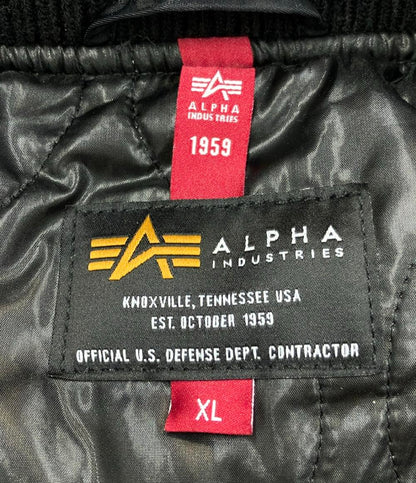 ALPHA
INDUSTRIES
1959
ALPHA
INDUSTRIES
KNOXVILLE, TENNESSEE USA
EST. OCTOBER 1959
OFFICIAL U.S. DEFENSE DEPT. CONTRACTOR
XL